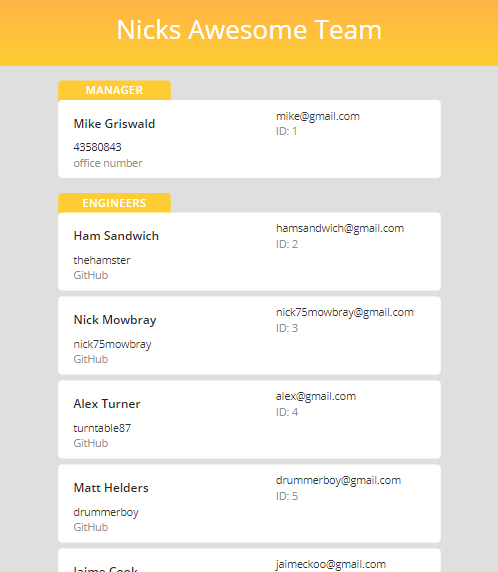 Nicks Awesome Team
MANAGER
Mike Griswald
43580843
office number
mike@gmail.com
ID: 1
ENGINEERS
Ham Sandwich
thehamster
GitHub
hamsandwich@gmail.com
ID: 2
Nick Mowbray
nick75mowbray
GitHub
nick75mowbray@gmail.com
ID: 3
Alex Turner
turntable87
GitHub
alex@gmail.com
ID: 4
Matt Helders
drummerboy
GitHub
drummerboy@gmail.com
ID: 5
Jaime Cook
jaimeckoo@gmail.com